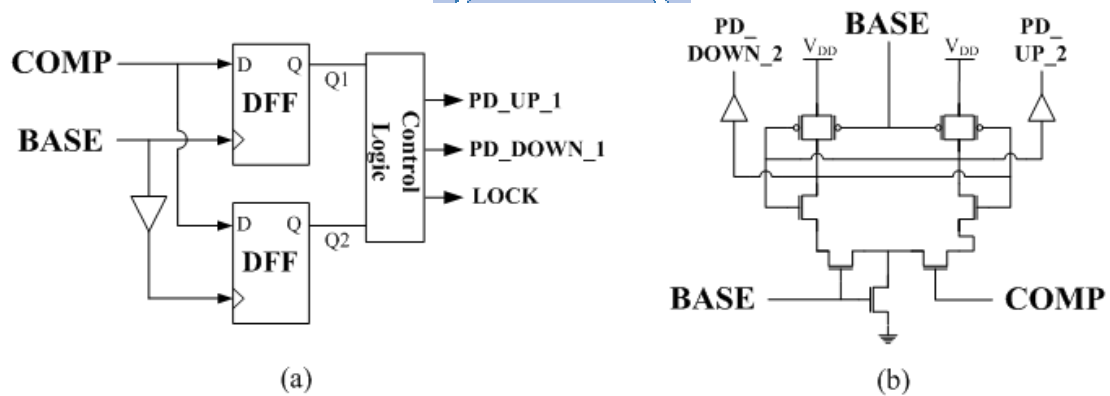 COMP
BASE
D
Q
DFF
Q1
D
Q
DFF
Q2
Control
Logic
PD_UP_1
PD_DOWN_1
LOCK
(a)
PD_
DOWN_2
BASE
PD_
UP_2
VDD
VDD
BASE
COMP
(b)